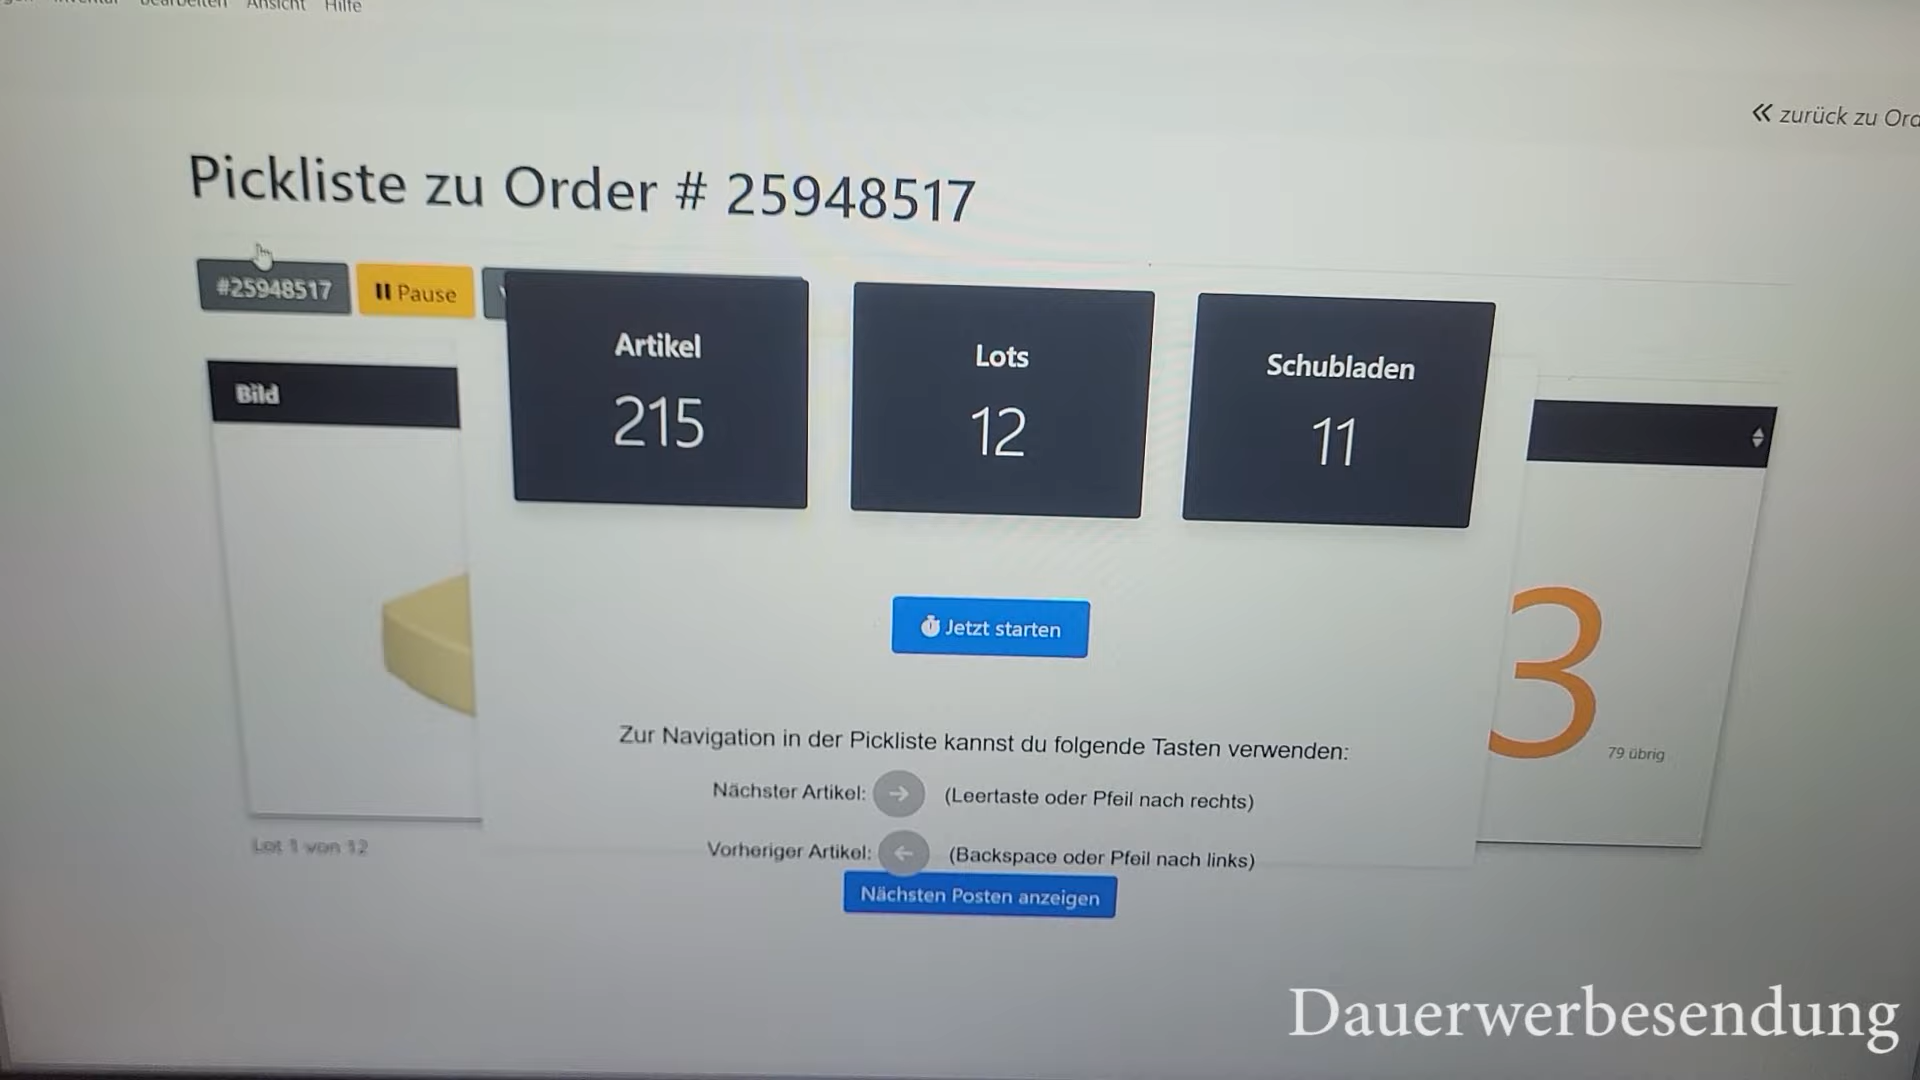 Ansicht Hilfe
« zurück zu
Pickliste zu Order # 25948517
#25948517
Pause
Artikel
215
Lots
12
Schubladen
11
Bild
Jetzt starten
3
79 übrig
Zur Navigation in der Pickliste kannst du folgende Tasten verwenden:
Nächster Artikel: → (Leertaste oder Pfeil nach rechts)
Lot 1 von 12
Vorheriger Artikel: ← (Backspace oder Pfeil nach links)
Nächsten Posten anzeigen
Dauerwerbesendung